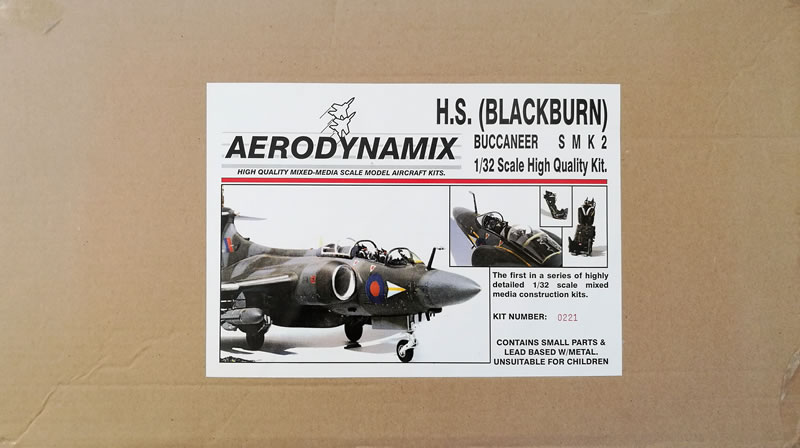 H.S. (BLACKBURN)
BUCCANEER S M K 2
1/32 Scale High Quality Kit.
AERODYNAMIX
HIGH QUALITY MIXED-MEDIA SCALE MODEL AIRCRAFT KITS.
The first in a series of highly
detailed 1/32 scale mixed
media construction kits.
KIT NUMBER: 0221
CONTAINS SMALL PARTS &
LEAD BASED W/METAL.
UNSUITABLE FOR CHILDREN